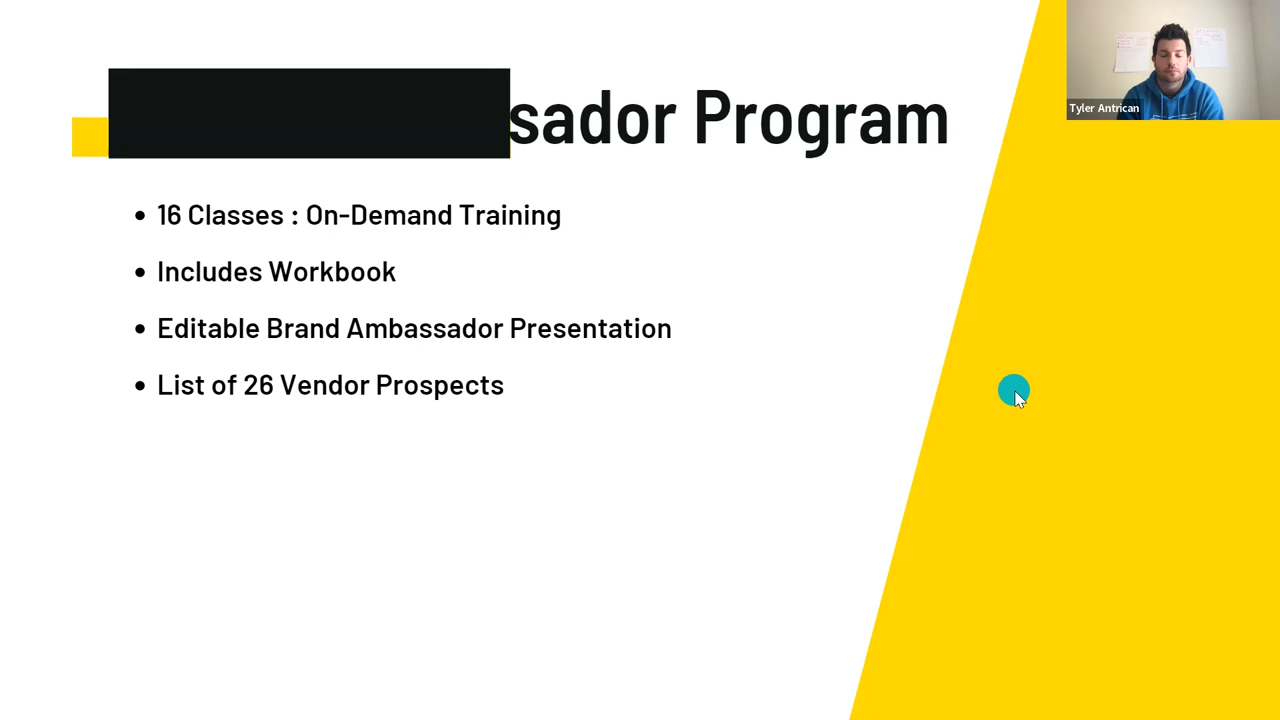 sador Program
16 Classes : On-Demand Training
Includes Workbook
Editable Brand Ambassador Presentation
List of 26 Vendor Prospects
Tyler Antrican